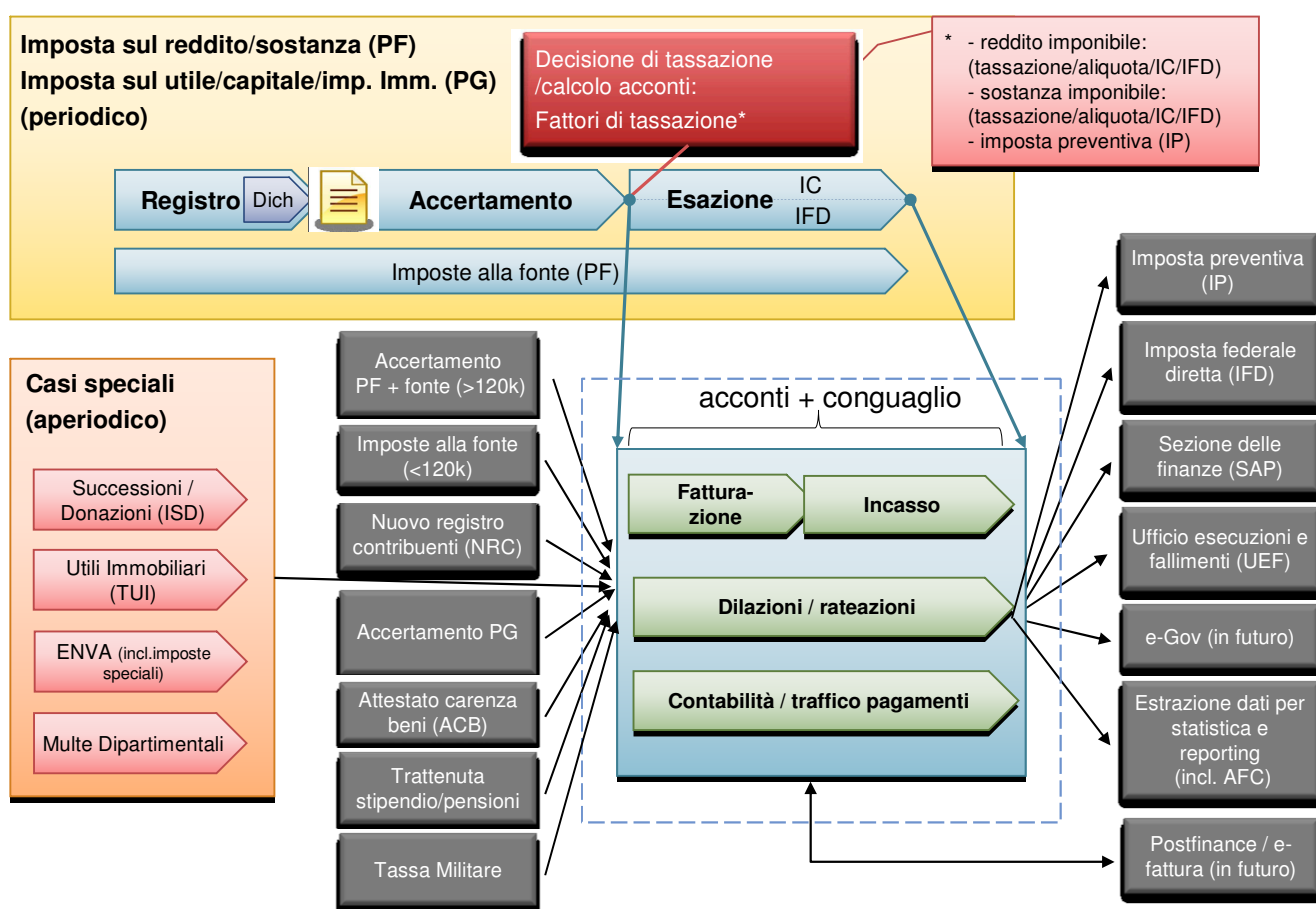 Imposta sul reddito/sostanza (PF)
Imposta sul utile/capitale/imp. Imm. (PG)
(periodico)
Decisione di tassazione
/calcolo acconti:
Fattori di tassazione*
* - reddito imponibile:
(tassazione/aliquota/IC/IFD)
- sostanza imponibile:
(tassazione/aliquota/IC/IFD)
- imposta preventiva (IP)
Registro
Dich
Accertamento
Esazione
IC
IFD
Imposte alla fonte (PF)
Casi speciali
(aperiodico)
Successioni /
Donazioni (ISD)
Utili Immobiliari
(TUI)
ENVA (incl.imposte
speciali)
Multe Dipartimentali
Accertamento
PF + fonte (>120k)
Imposte alla fonte
(<120k)
Nuovo registro
contribuenti (NRC)
Accertamento PG
Attestato carenza
beni (ACB)
Trattenuta
stipendio/pensioni
Tassa Militare
acconti + conguaglio
Fattura-
zione
Incasso
Dilazioni / rateazioni
Contabilità / traffico pagamenti
Imposta preventiva
(IP)
Imposta federale
diretta (IFD)
Sezione delle
finanze (SAP)
Ufficio esecuzioni e
fallimenti (UEF)
e-Gov (in futuro)
Estrazione dati per
statistica e
reporting
(incl. AFC)
Postfinance / e-
fattura (in futuro)